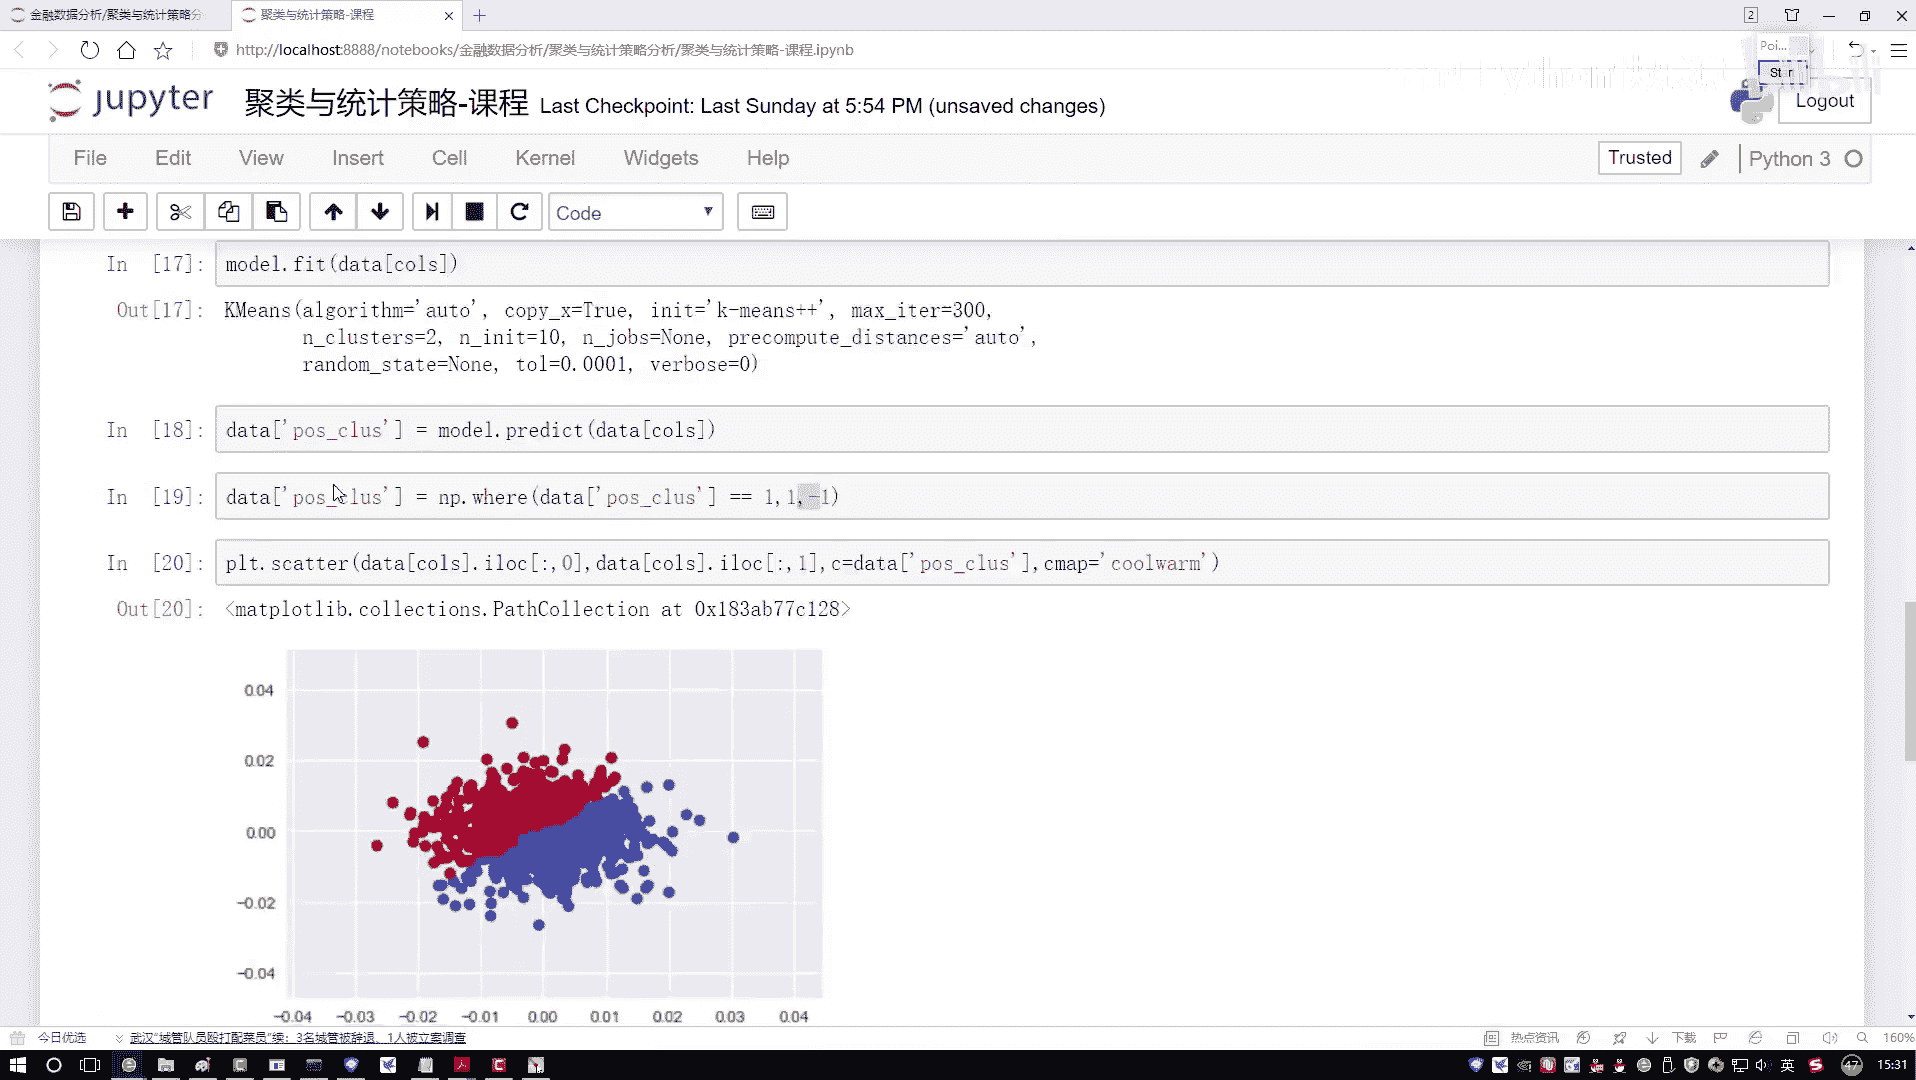 金融数据分析/聚类与统计策略分
聚类与统计策略-课程
2
http://localhost:8888/notebooks/金融数据分析/聚类与统计策略分析/聚类与统计策略-课程.ipynb
Poi...
Star
jupyter 聚类与统计策略-课程 Last Checkpoint: Last Sunday at 5:54 PM (unsaved changes)
Logout
File Edit View Insert Cell Kernel Widgets Help
Trusted Python 3
Code
In [17]: model.fit(data[cols])
Out[17]: KMeans(algorithm='auto', copy_x=True, init='k-means++', max_iter=300,
n_clusters=2, n_init=10, n_jobs=None, precompute_distances='auto',
random_state=None, tol=0.0001, verbose=0)
In [18]: data['pos_clus'] = model.predict(data[cols])
In [19]: data['pos_clus'] = np.where(data['pos_clus'] == 1,1,-1)
In [20]: plt.scatter(data[cols].iloc[:,0],data[cols].iloc[:,1],c=data['pos_clus'],cmap='coolwarm')
Out[20]: <matplotlib.collections.PathCollection at 0x183ab77c128>
0.04
0.02
0.00
-0.02
-0.04
-0.04 -0.03 -0.02 -0.01 0.00 0.01 0.02 0.03 0.04
今日优选 武汉“城管队员殴打配菜员”续：3名城管被辞退、1人被立案调查
热点资讯 下载 160%
英 47 15:31